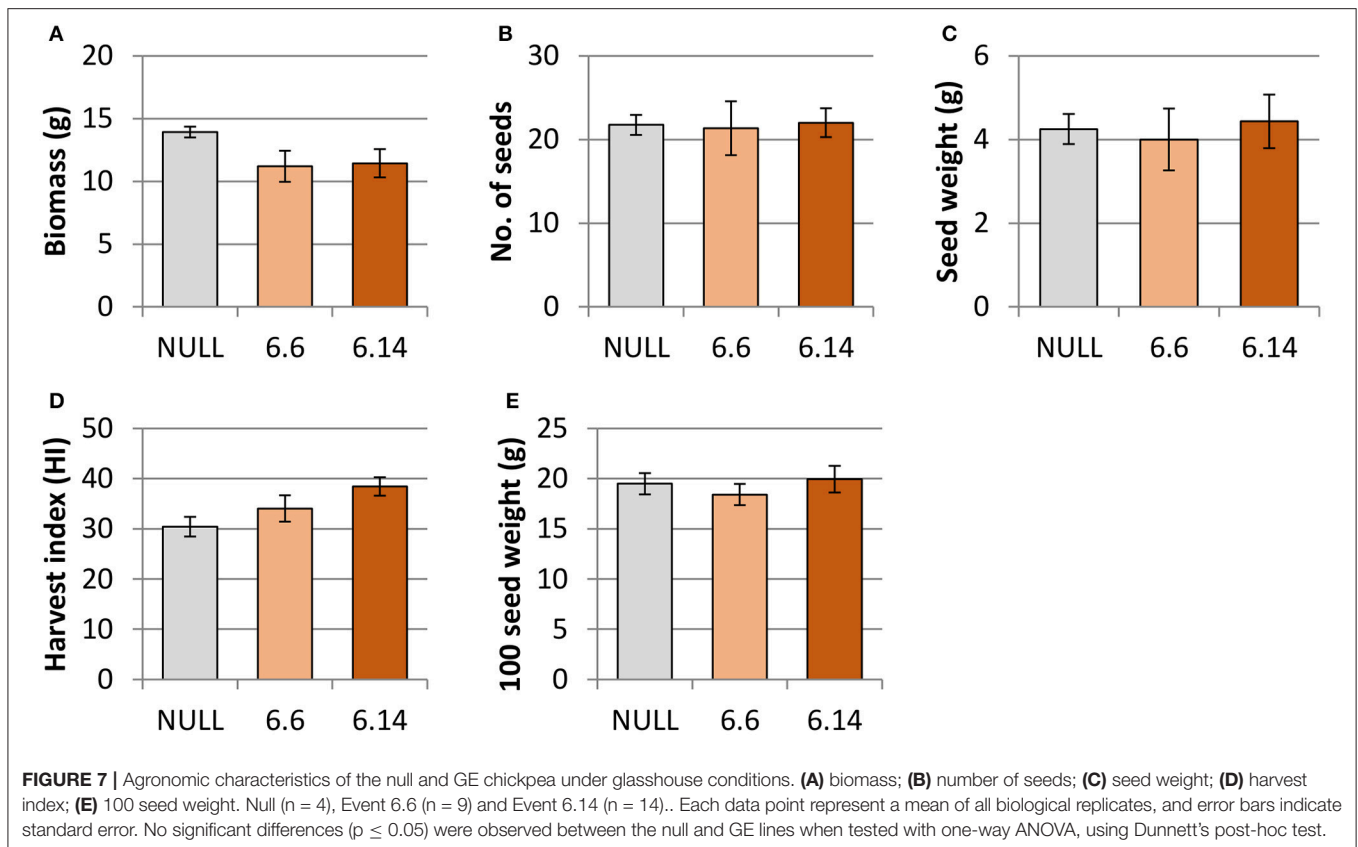 A
Biomass (g)
20
15
10
5
0
NULL 6.6 6.14
B
No. of seeds
30
20
10
0
NULL 6.6 6.14
C
Seed weight (g)
6
4
2
0
NULL 6.6 6.14
D
Harvest index (HI)
50
40
30
20
10
0
NULL 6.6 6.14
E
100 seed weight (g)
25
20
15
10
5
0
NULL 6.6 6.14
FIGURE 7 | Agronomic characteristics of the null and GE chickpea under glasshouse conditions. (A) biomass; (B) number of seeds; (C) seed weight; (D) harvest
index; (E) 100 seed weight. Null (n = 4), Event 6.6 (n = 9) and Event 6.14 (n = 14).. Each data point represent a mean of all biological replicates, and error bars indicate
standard error. No significant differences (p ≤ 0.05) were observed between the null and GE lines when tested with one-way ANOVA, using Dunnett's post-hoc test.